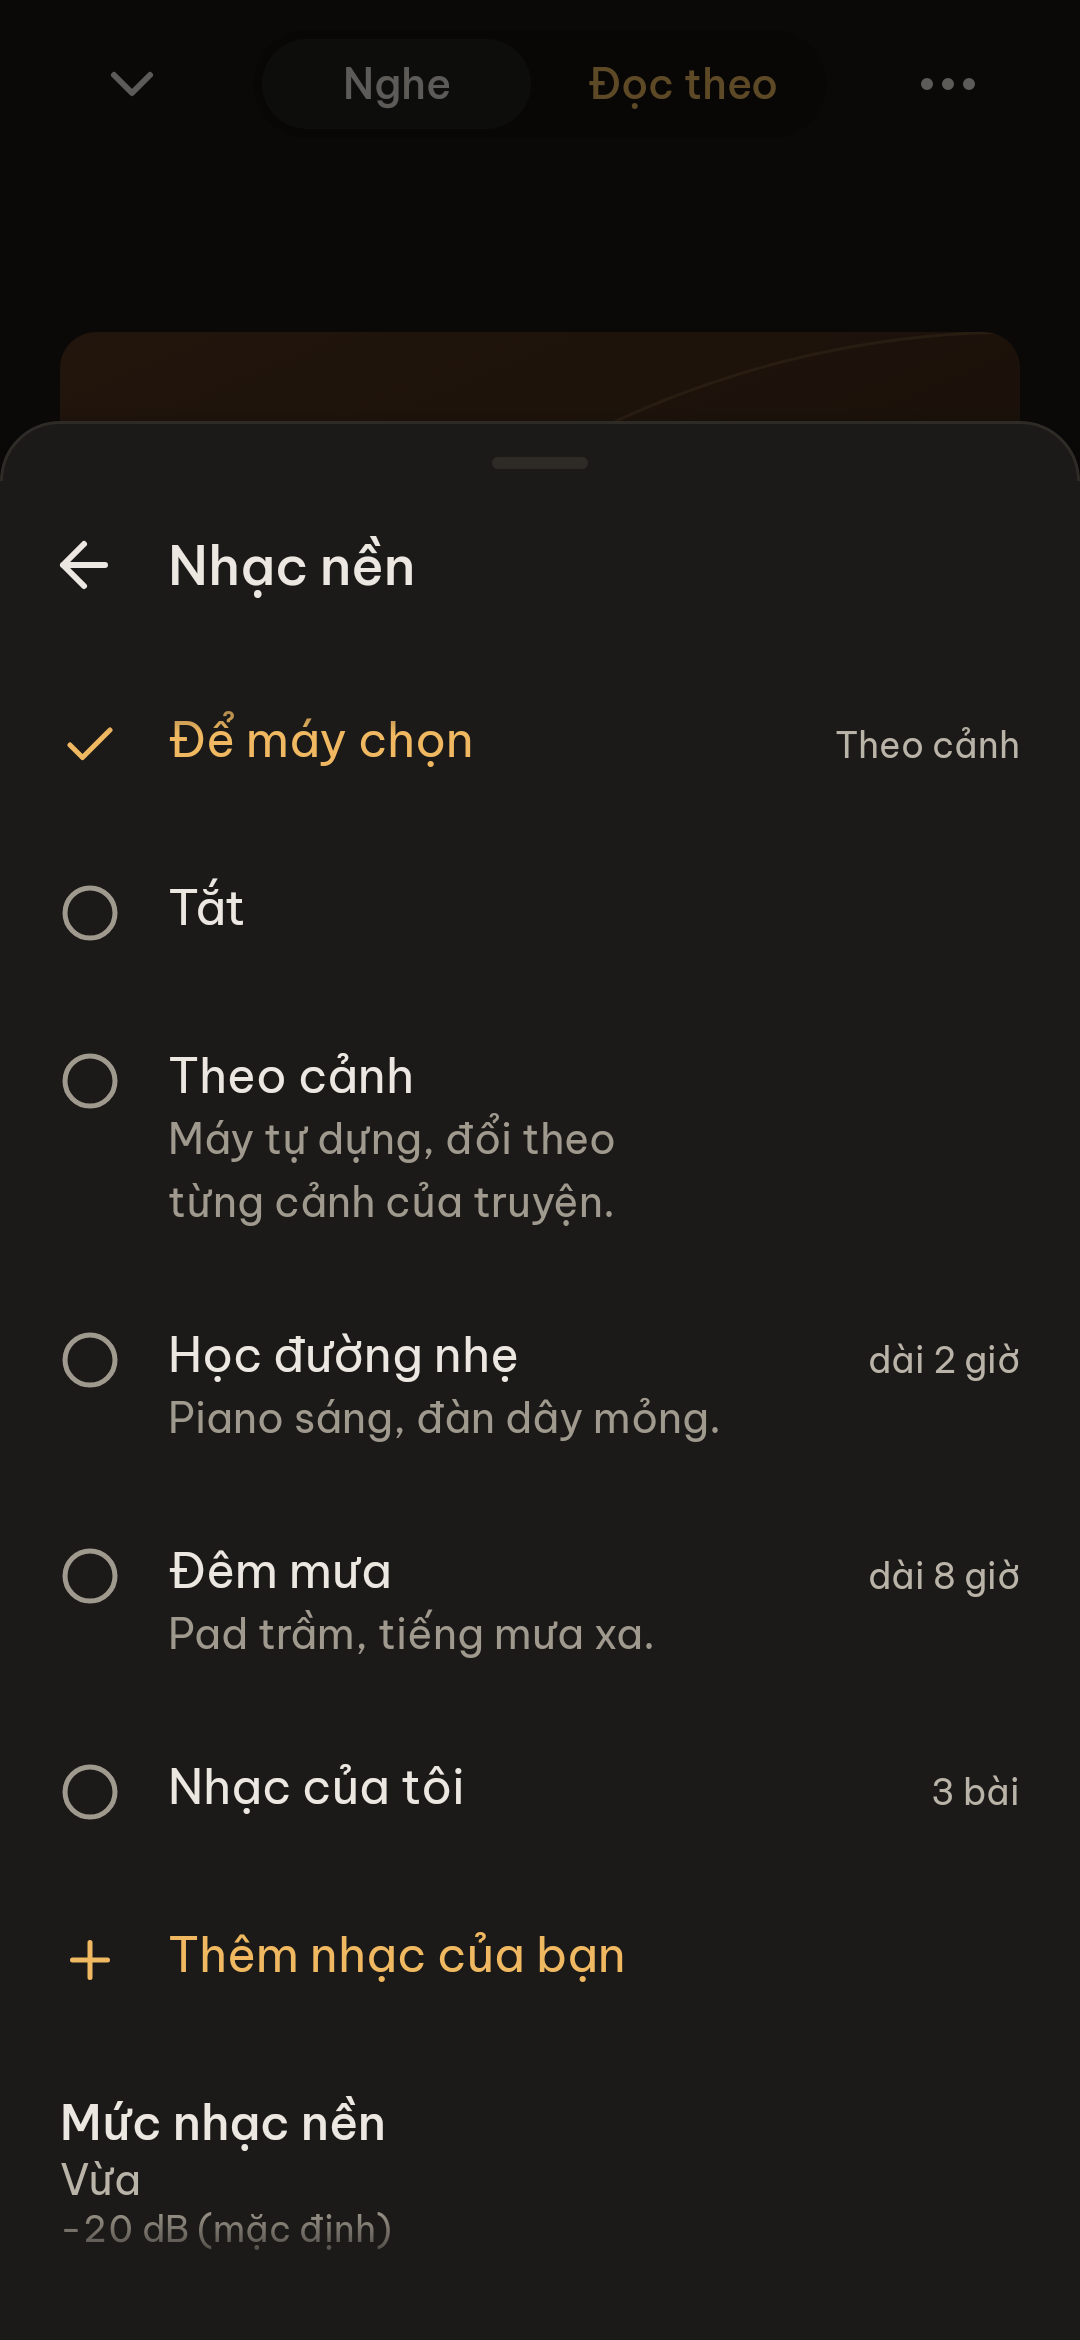 Nghe
Đọc theo
Nhạc nền
Để máy chọn
Theo cảnh
Tắt
Theo cảnh
Máy tự dựng, đổi theo
từng cảnh của truyện.
Học đường nhẹ
dài 2 giờ
Piano sáng, đàn dây mỏng.
Đêm mưa
dài 8 giờ
Pad trầm, tiếng mưa xa.
Nhạc của tôi
3 bài
Thêm nhạc của bạn
Mức nhạc nền
Vừa
−20 dB (mặc định)